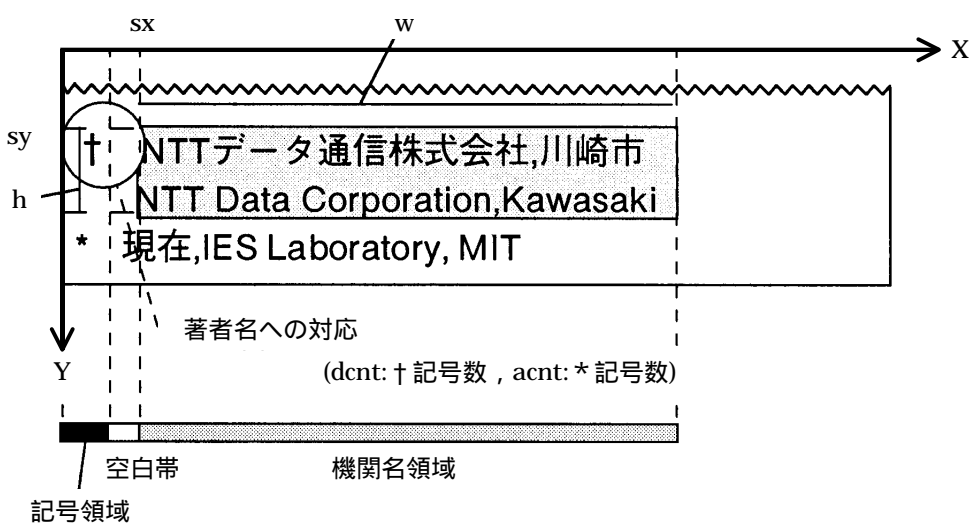 sx w
X
sy
† NTTデータ通信株式会社,川崎市
h
NTT Data Corporation,Kawasaki
* 現在,IES Laboratory, MIT
著者名への対応
Y
(dcnt: † 記号数 , acnt: * 記号数)
空白帯 機関名領域
記号領域